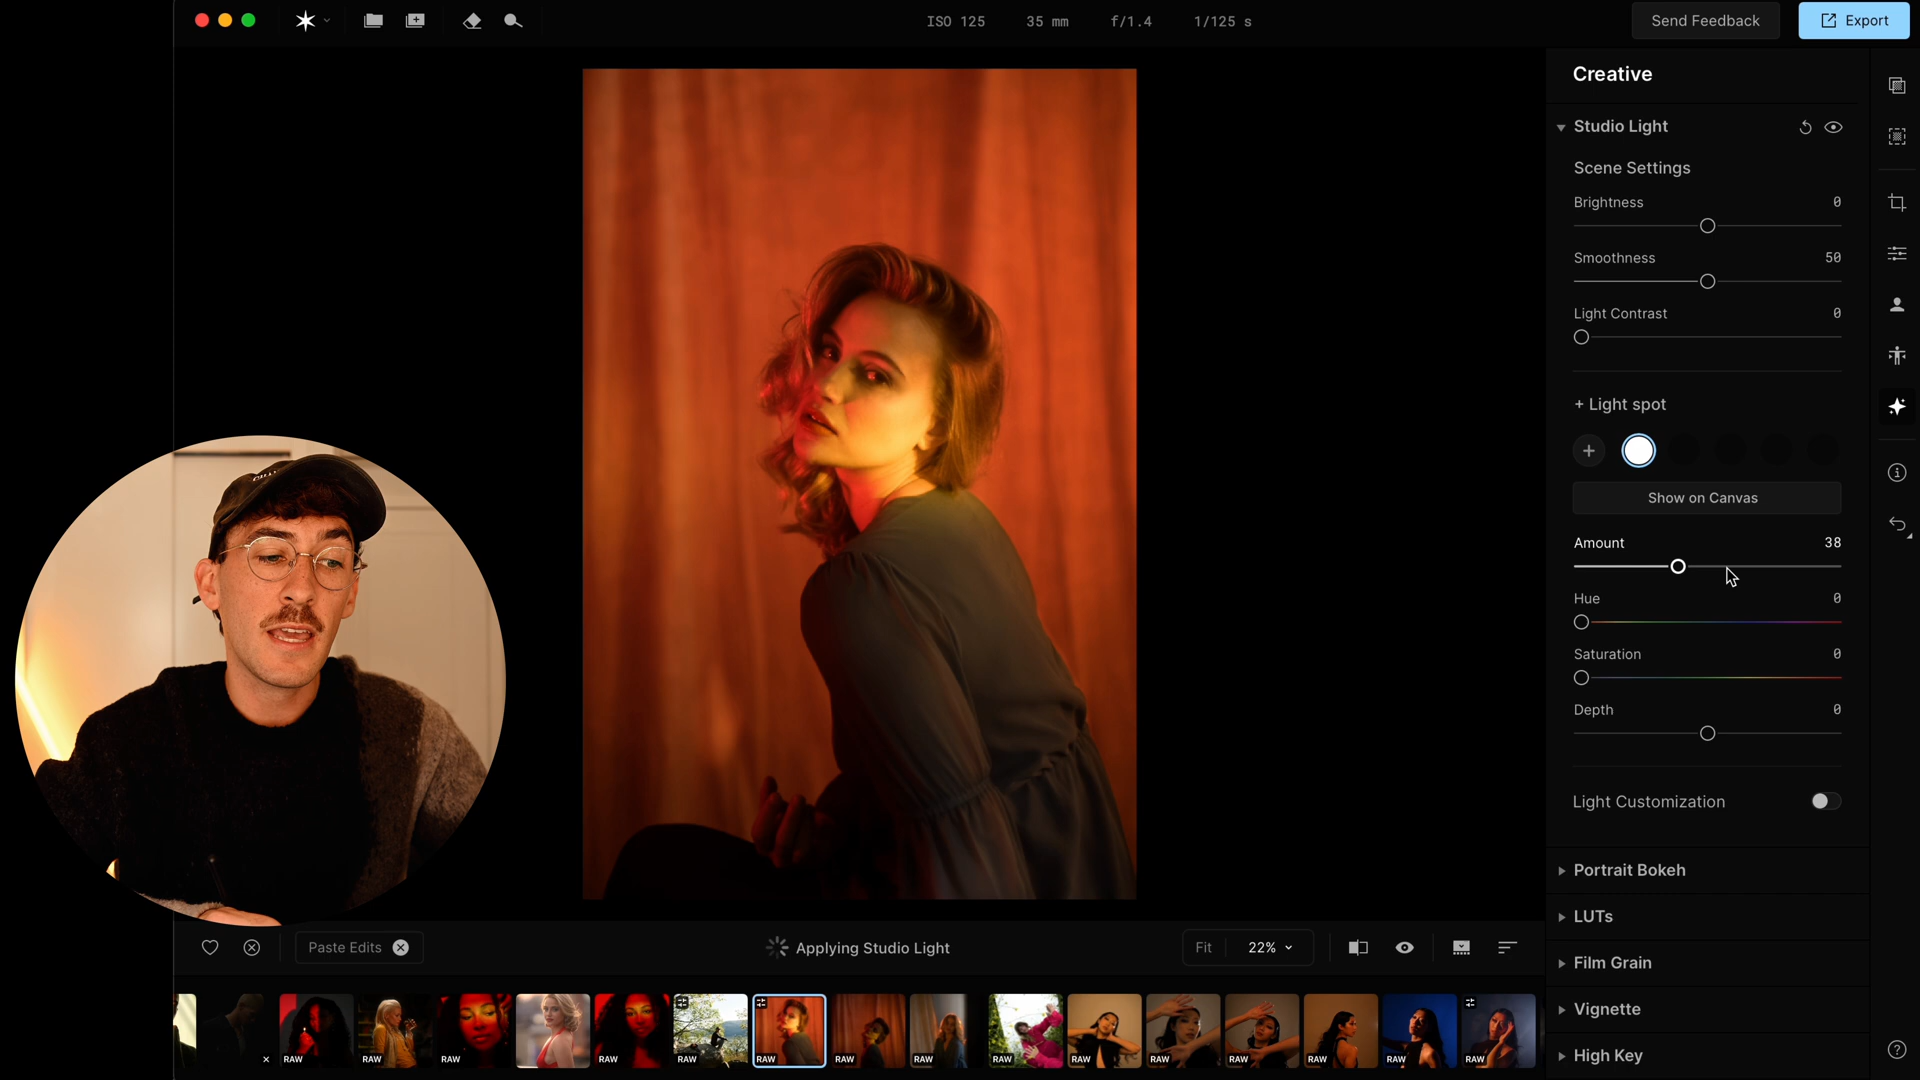 ISO 125 35 mm f/1.4 1/125 s
Send Feedback
Export
Creative
Studio Light
Scene Settings
Brightness 0
Smoothness 50
Light Contrast 0
+ Light spot
Show on Canvas
Amount 38
Hue 0
Saturation 0
Depth 0
Light Customization
Portrait Bokeh
LUTs
Film Grain
Vignette
High Key
Paste Edits
Applying Studio Light
Fit 22%
RAW RAW RAW RAW RAW RAW RAW RAW RAW RAW RAW RAW RAW RAW